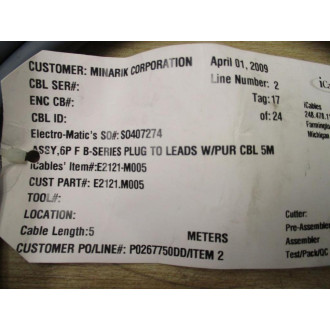 CUSTOMER: MINARIK CORPORATION
April 01, 2009
CBL SER#:
Line Number: 2
ENC CB#:
Tag: 17
CBL ID:
of: 24
Electro-Matic's SO#: SO407274
ASSY,6P F B-SERIES PLUG TO LEADS W/PUR CBL 5M
iCables' Item#:E2121-M005
CUST PART#: E2121-M005
TOOL#:
LOCATION:
Cable Length:5
METERS
CUSTOMER PO/LINE#: P0267750DD/ITEM 2
iCables
248.478.1
Farmington
Michigan
Cutter:
Pre-Assembler
Assembler
Test/Pack/QC